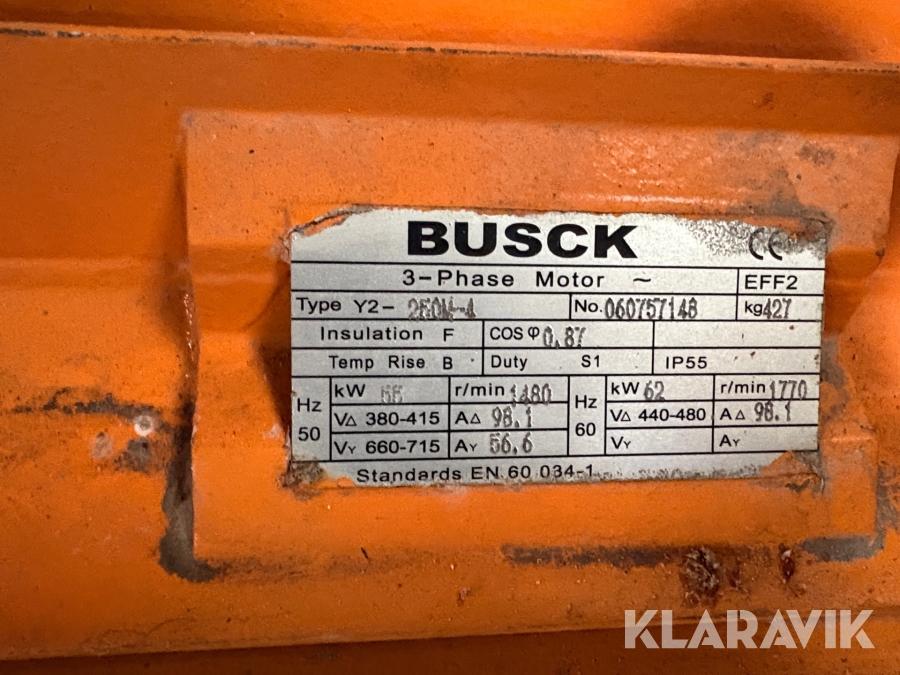 BUSCK CE
3-Phase Motor ~ EFF2
Type Y2- 250M-4 No. 060757148 kg 427
Insulation F COS φ 0.87
Temp Rise B Duty S1 IP55
Hz 50 kW 55 r/min 1480 Hz 60 kW 62 r/min 1770
V△ 380-415 A△ 98.1 V△ 440-480 A△ 98.1
VY 660-715 AY 56.6 VY AY
Standards EN 60 034-1
KLARAVIK